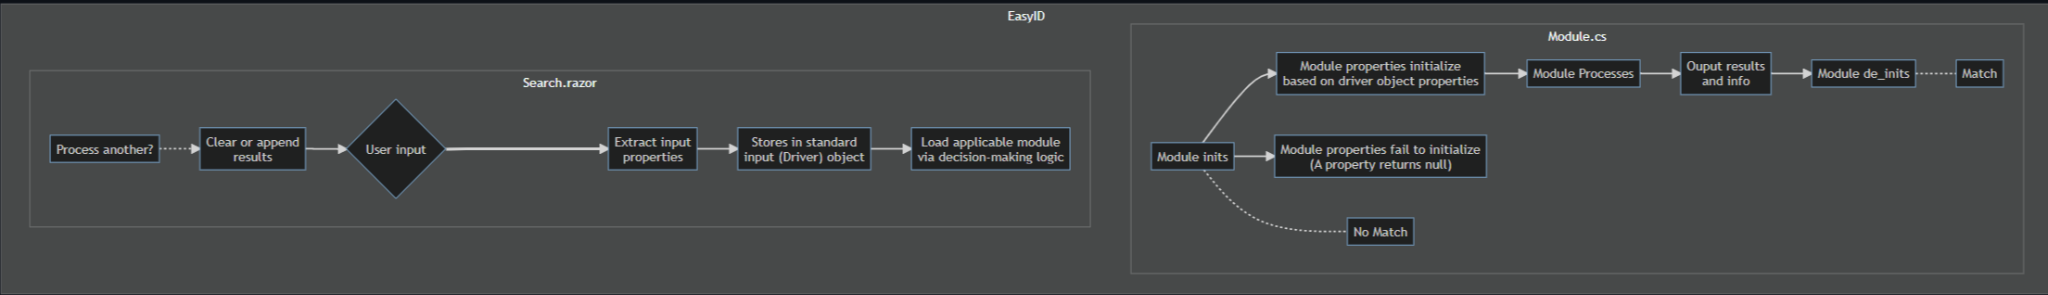 EasyID
Search.razor
Process another?
Clear or append
results
User input
Extract input
properties
Stores in standard
input (Driver) object
Load applicable module
via decision-making logic
Module.cs
Module inits
Module properties initialize
based on driver object properties
Module Processes
Ouput results
and info
Module de_inits
Match
Module properties fail to initialize
(A property returns null)
No Match